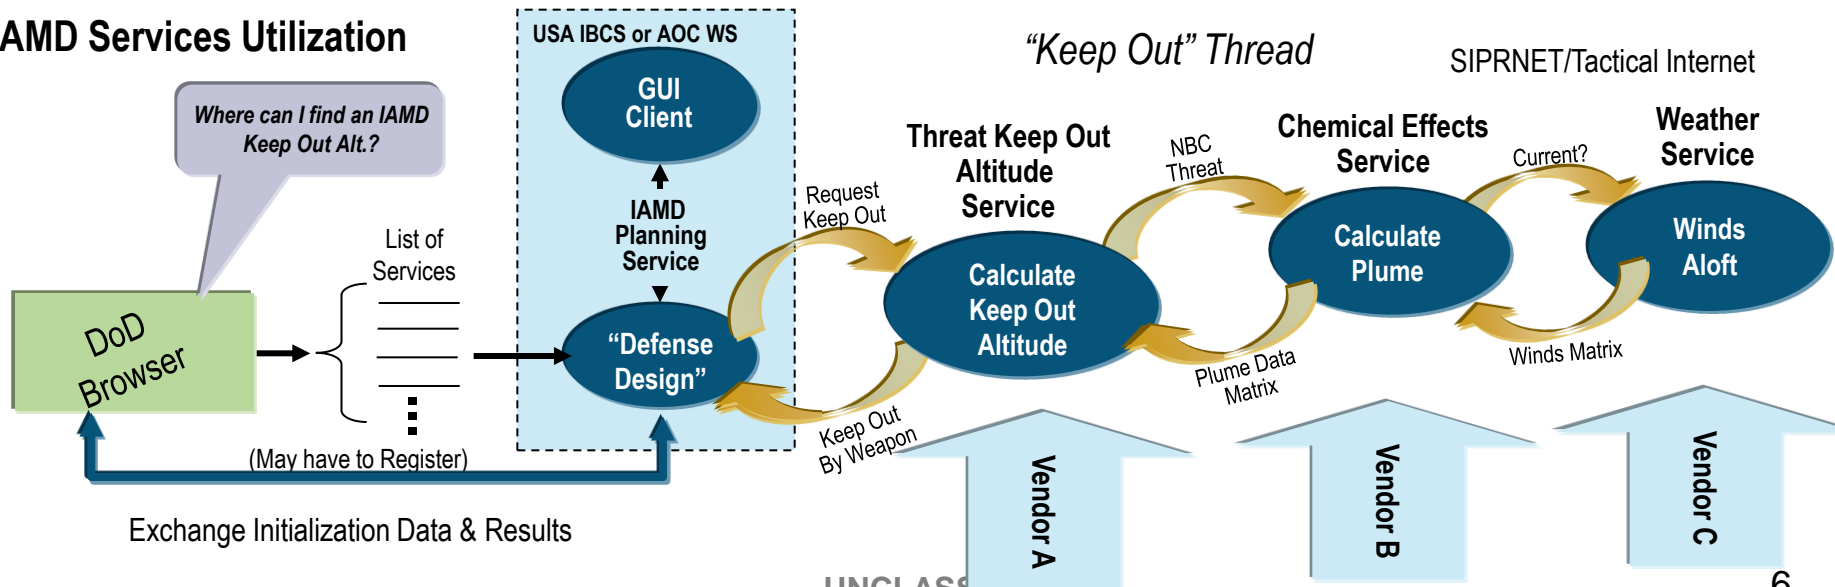 AMD Services Utilization
USA IBCS or AOC WS
"Keep Out" Thread
SIPRNET/Tactical Internet
Where can I find an IAMD
Keep Out Alt.?
GUI
Client
IAMD
Planning
Service
"Defense
Design"
List of
Services
DoD
Browser
(May have to Register)
Exchange Initialization Data & Results
Request
Keep Out
Keep Out
By Weapon
Threat Keep Out
Altitude
Service
Calculate
Keep Out
Altitude
NBC
Threat
Plume Data
Matrix
Chemical Effects
Service
Calculate
Plume
Current?
Winds Matrix
Weather
Service
Winds
Aloft
Vendor A
Vendor B
Vendor C
UNCLASS
6